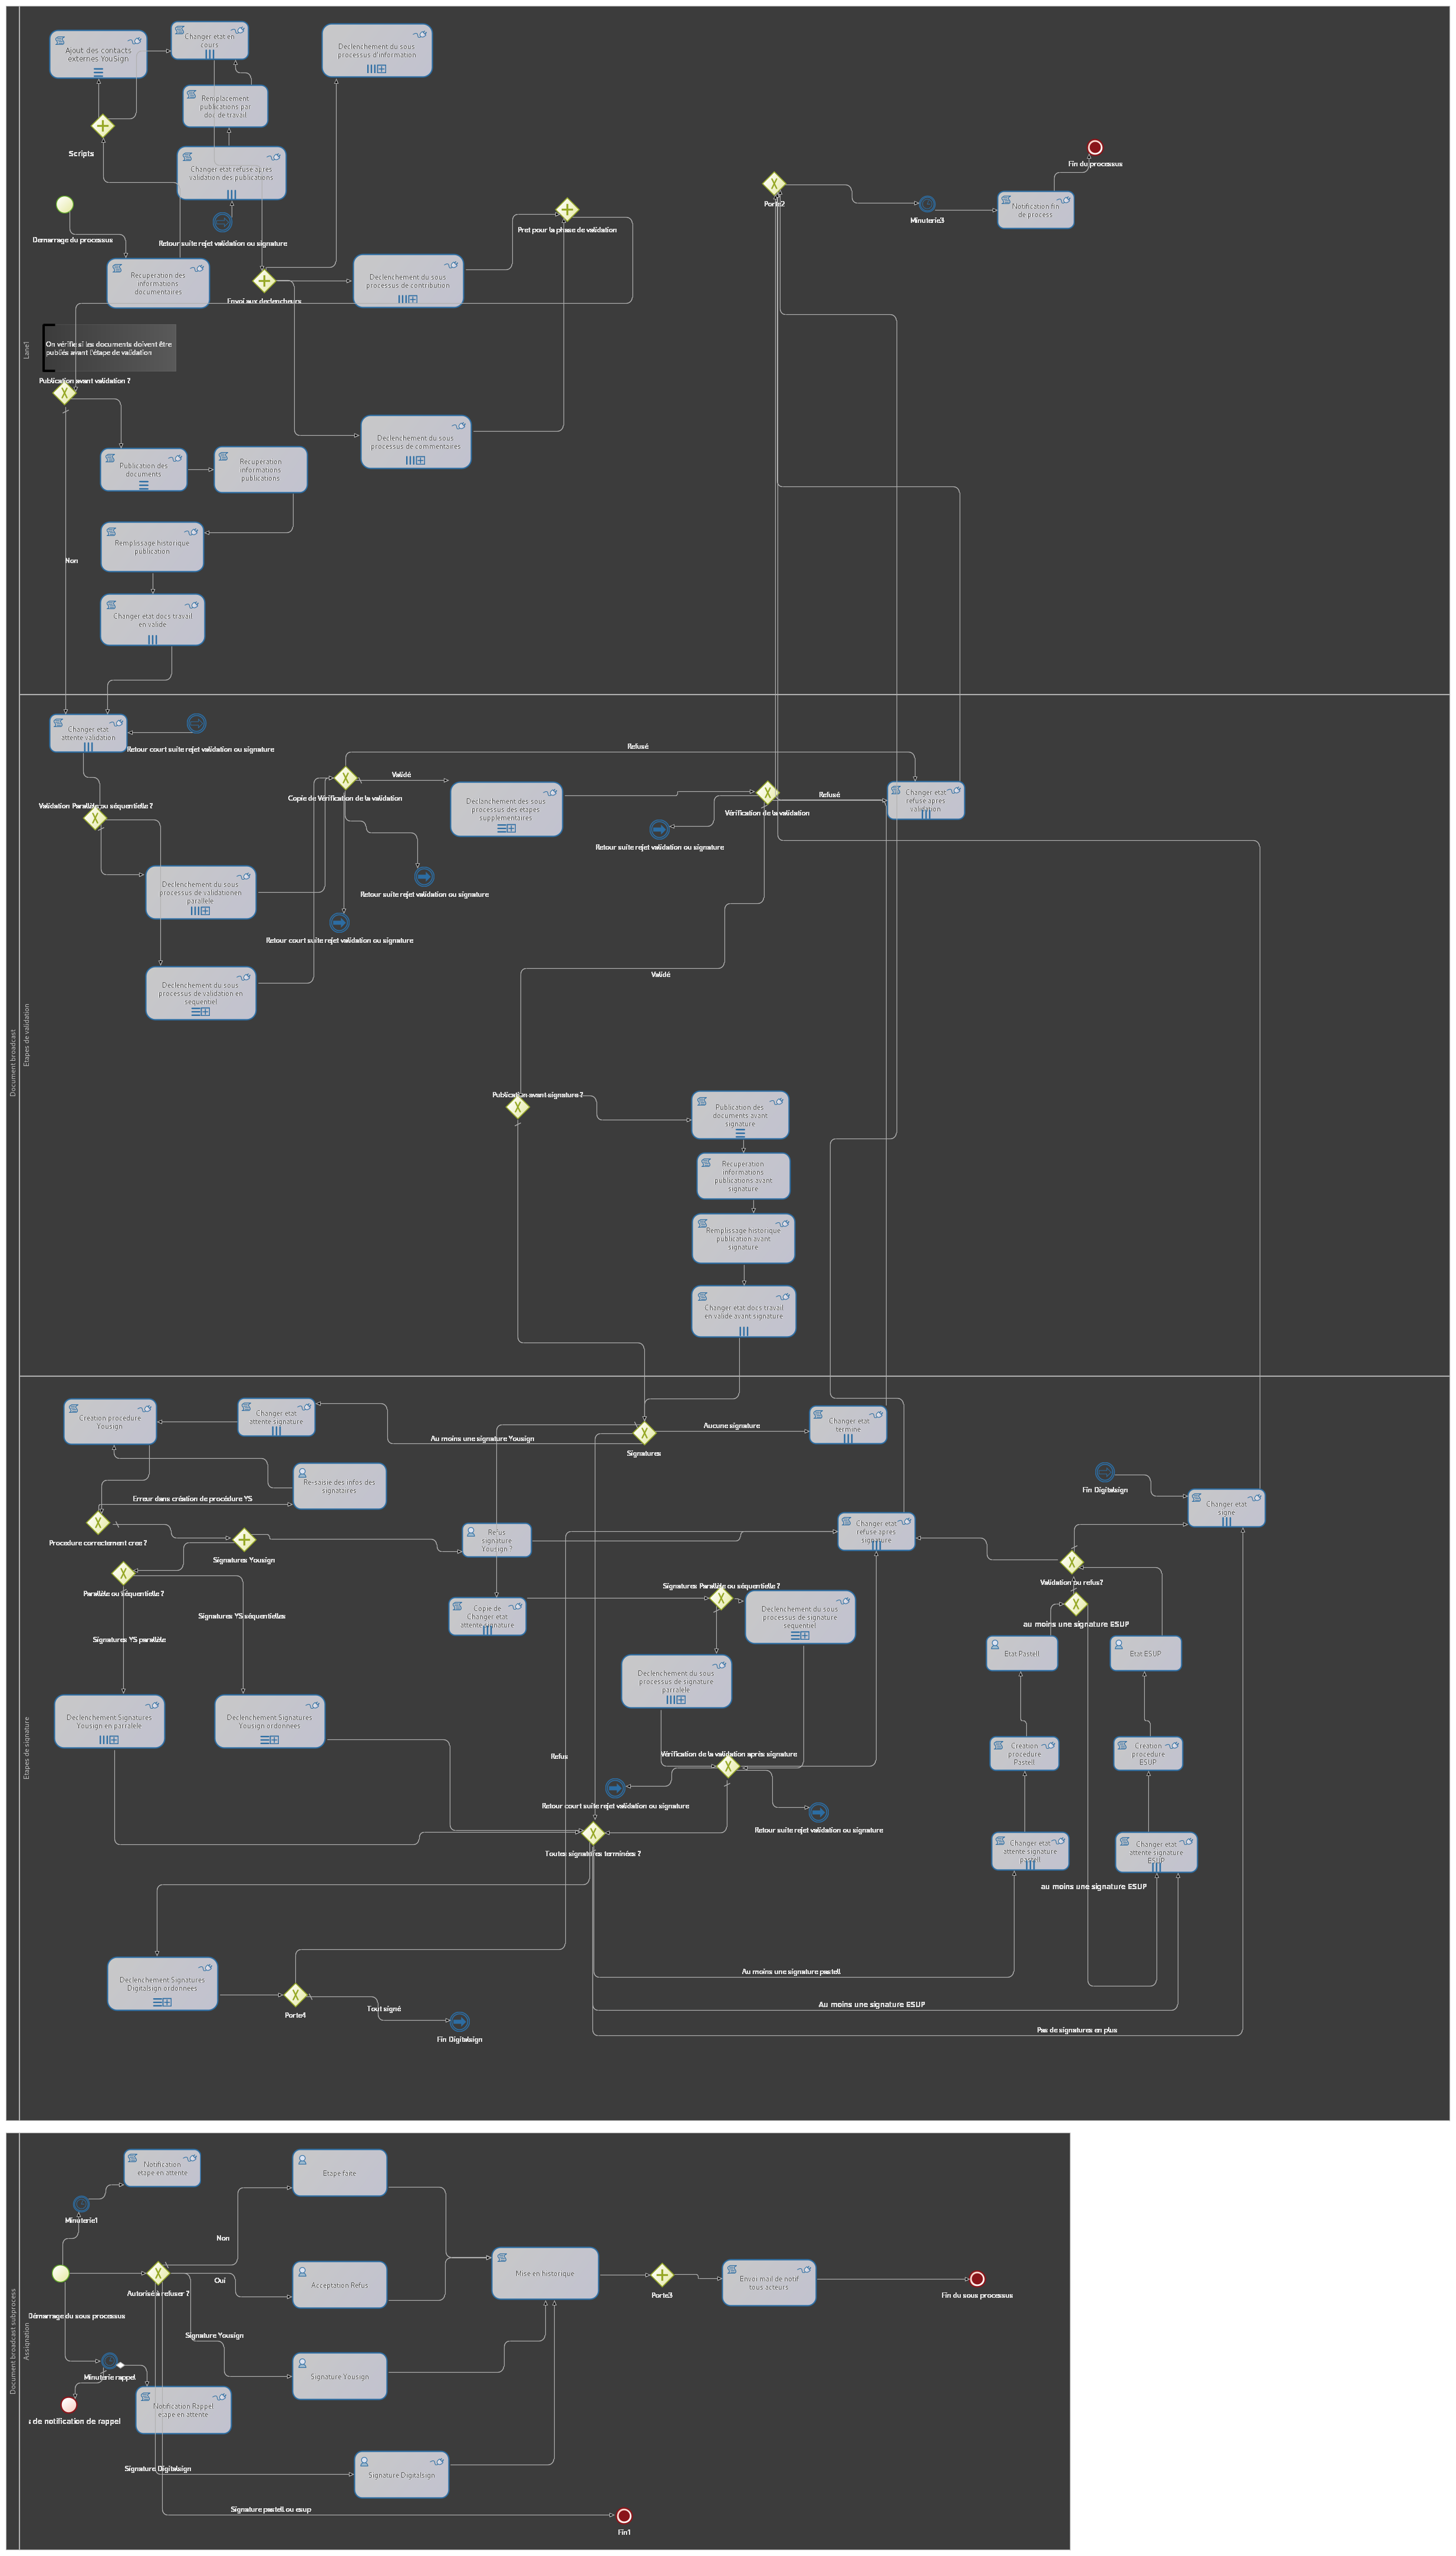 Ajout des contacts
externes YouSign
Changer etat en
cours
Declenchement du sous
processus d'information
Remplacement
publications par
doc de travail
Scripts
Changer etat refuse apres
validation des publications
Fin du processus
Porte2
Minuterie3
Notification fin
de process
Demarrage du processus
Retour suite rejet validation ou signature
Pret pour la phase de validation
Recuperation des
informations
documentaires
Envoi aux declencheurs
Declenchement du sous
processus de contribution
Lane1
On vérifie si les documents doivent être
publiés avant l'étape de validation
Publication avant validation ?
Declenchement du sous
processus de commentaires
Publication des
documents
Recuperation
informations
publications
Remplissage historique
publication
Non
Changer etat docs travail
en valide
Document broadcast
Etapes de validation
Changer etat
attente validation
Retour court suite rejet validation ou signature
Refusé
Validé
Copie de Vérification de la validation
Declanchement des sous
processus des etapes
supplementaires
Refusé
Changer etat
refuse apres
validation
Vérification de la validation
Validation Parallèle ou séquentielle ?
Retour suite rejet validation ou signature
Declenchement du sous
processus de validationen
parallele
Retour suite rejet validation ou signature
Retour court suite rejet validation ou signature
Declenchement du sous
processus de validation en
sequentiel
Validé
Publication avant signature ?
Publication des
documents avant
signature
Recuperation
informations
publications avant
signature
Remplissage historique
publication avant
signature
Changer etat docs travail
en valide avant signature
Etapes de signature
Creation procedure
Yousign
Changer etat
attente signature
Au moins une signature Yousign
Signatures
Aucune signature
Changer etat
termine
Re-saisie des infos des
signataires
Erreur dans création de procédure YS
Fin Digitalsign
Changer etat
signe
Procedure correctement cree ?
Signatures Yousign
Refus
signature
Yousign ?
Changer etat
refuse apres
signature
Validation ou refus?
Parallèle ou séquentielle ?
Signatures Parallèle ou séquentielle ?
Signatures YS séquentielles
Copie de
Changer etat
attente signature
Declenchement du sous
processus de signature
sequentiel
au moins une signature ESUP
Signatures YS parallèle
Etat Pastell
Etat ESUP
Declenchement du sous
processus de signature
parralele
Declenchement Signatures
Yousign en parralele
Declenchement Signatures
Yousign ordonnees
Refus
Vérification de la validation après signature
Creation
procedure
Pastell
Creation
procedure
ESUP
Retour court suite rejet validation ou signature
Retour suite rejet validation ou signature
Toutes signatures terminées ?
Changer etat
attente signature
pastell
Changer etat
attente signature
ESUP
au moins une signature ESUP
Au moins une signature pastell
Declenchement Signatures
Digitalsign ordonnees
Porte4
Tout signé
Fin Digitalsign
Au moins une signature ESUP
Pas de signatures en plus
Document broadcast subprocess
Assignation
Notification
etape en attente
Etape faite
Minuterie1
Non
Autorisé à refuser ?
Oui
Acceptation Refus
Mise en historique
Porte3
Envoi mail de notif
tous acteurs
Fin du sous processus
Démarrage du sous processus
Signature Yousign
Minuterie rappel
Signature Yousign
Notification Rappel
etape en attente
s de notification de rappel
Signature Digitalsign
Signature Digitalsign
Signature pastell ou esup
Fin1